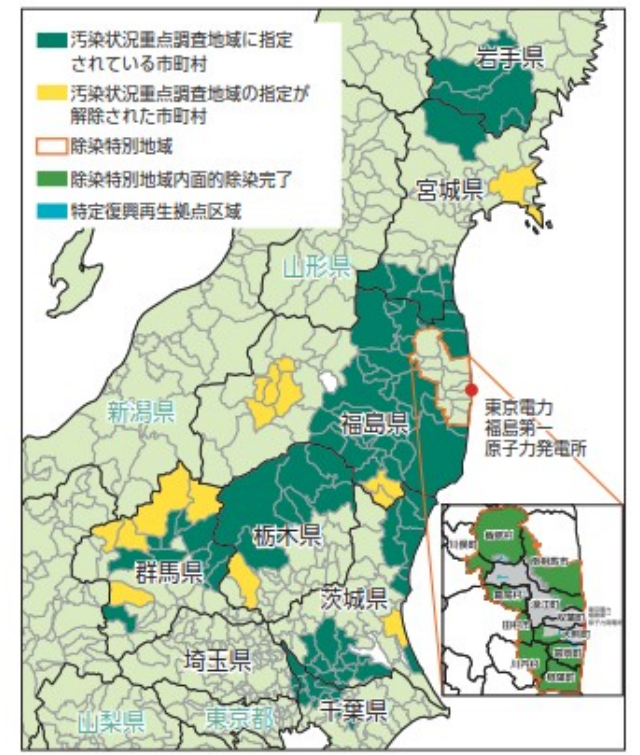 汚染状況重点調査地域に指定
されている市町村
汚染状況重点調査地域の指定が
解除された市町村
除染特別地域
除染特別地域内面的除染完了
特定復興再生拠点区域
岩手県
宮城県
山形県
新潟県
福島県
東京電力
福島第一
原子力発電所
栃木県
群馬県
茨城県
埼玉県
山梨県
東京都
千葉県
飯舘村
川俣町
南相馬市
葛尾村
浪江町
双葉町
田村市
大熊町
富岡町
川内村
楢葉町